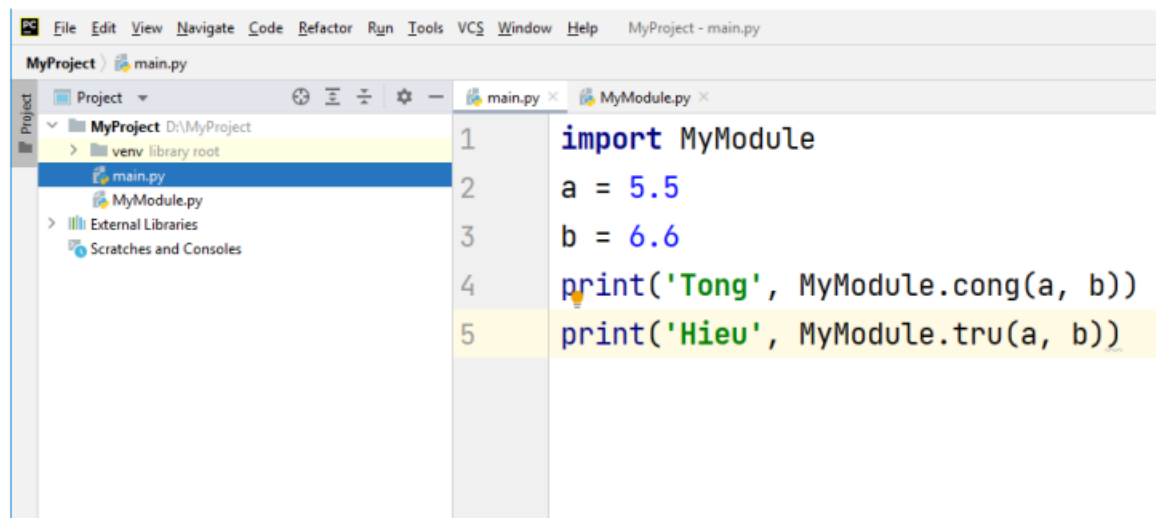 PC File Edit View Navigate Code Refactor Run Tools VCS Window Help MyProject - main.py
MyProject main.py
Project
Project
main.py
MyModule.py
MyProject D:\MyProject
venv library root
main.py
MyModule.py
External Libraries
Scratches and Consoles
1 import MyModule
2 a = 5.5
3 b = 6.6
4 print('Tong', MyModule.cong(a, b))
5 print('Hieu', MyModule.tru(a, b))